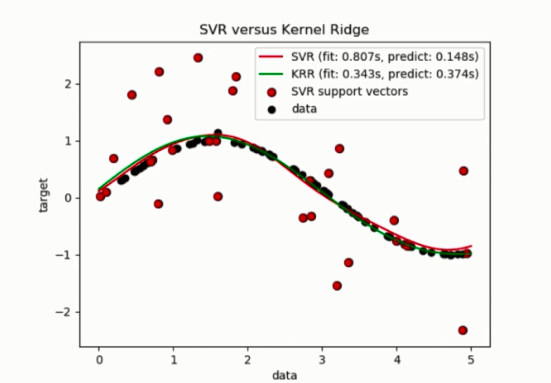 SVR versus Kernel Ridge
SVR (fit: 0.807s, predict: 0.148s)
KRR (fit: 0.343s, predict: 0.374s)
SVR support vectors
data
target
2
1
0
−1
−2
0 1 2 3 4 5
data